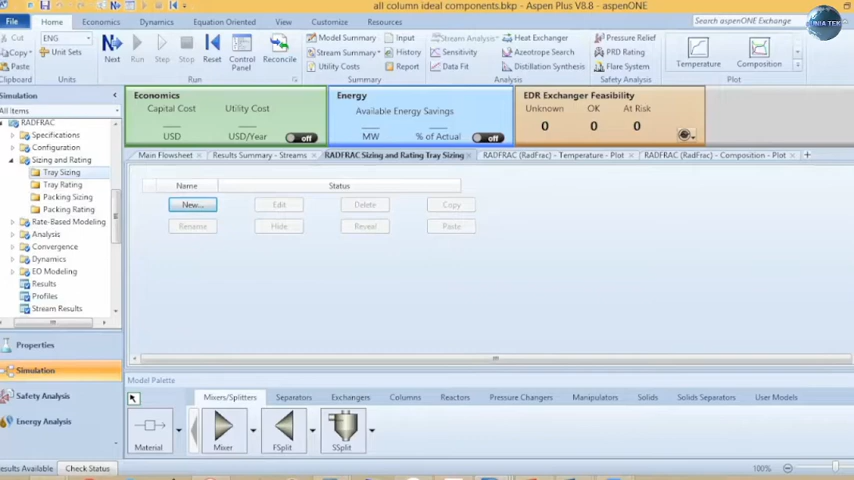 all column ideal components.bkp - Aspen Plus V8.8 - aspenONE
File Home Economics Dynamics Equation Oriented View Customize Resources
Search aspenONE Exchange
Cut
Copy
Paste
Clipboard
ENG
Unit Sets
Units
Next Run Step Stop Reset Control Panel Reconcile
Run
Model Summary Input
Stream Summary History
Utility Costs Report
Summary
Stream Analysis Heat Exchanger
Sensitivity Azeotrope Search
Data Fit Distillation Synthesis
Analysis
Pressure Relief
PRD Rating
Flare System
Safety Analysis
Temperature Composition
Plot
Simulation
All Items
RADFRAC
Specifications
Configuration
Sizing and Rating
Tray Sizing
Tray Rating
Packing Sizing
Packing Rating
Rate-Based Modeling
Analysis
Convergence
Dynamics
EO Modeling
Results
Profiles
Stream Results
Properties
Simulation
Safety Analysis
Energy Analysis
Economics
Capital Cost Utility Cost
USD USD/Year off
Energy
Available Energy Savings
MW % of Actual off
EDR Exchanger Feasibility
Unknown OK At Risk
0 0 0
Main Flowsheet Results Summary - Streams RADFRAC Sizing and Rating Tray Sizing RADFRAC (RadFrac) - Temperature - Plot RADFRAC (RadFrac) - Composition - Plot
Name Status
New... Edit Delete Copy
Rename Hide Reveal Paste
Model Palette
Mixers/Splitters Separators Exchangers Columns Reactors Pressure Changers Manipulators Solids Solids Separators User Models
Material Mixer FSplit SSplit
Results Available Check Status
100%